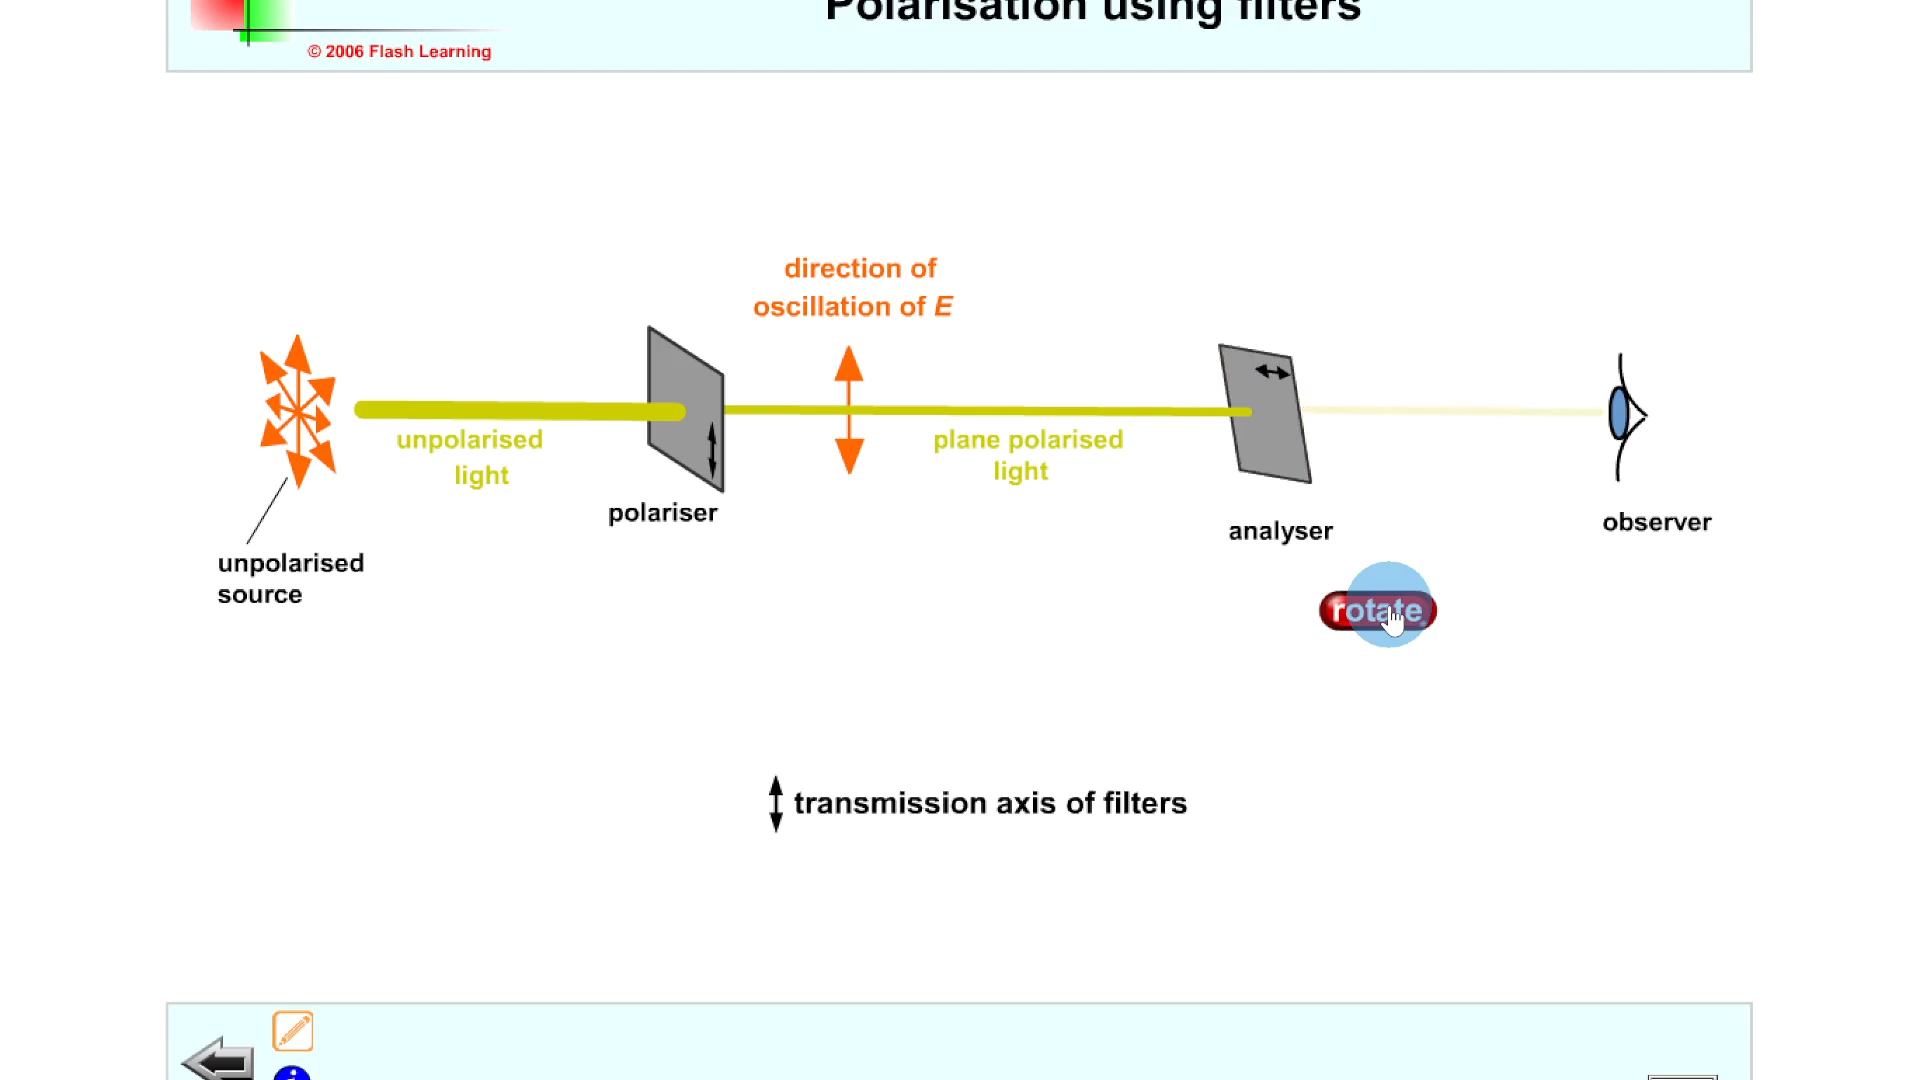 Polarisation using filters
© 2006 Flash Learning
direction of
oscillation of E
unpolarised
light
plane polarised
light
polariser
analyser
observer
unpolarised
source
rotate
transmission axis of filters
i